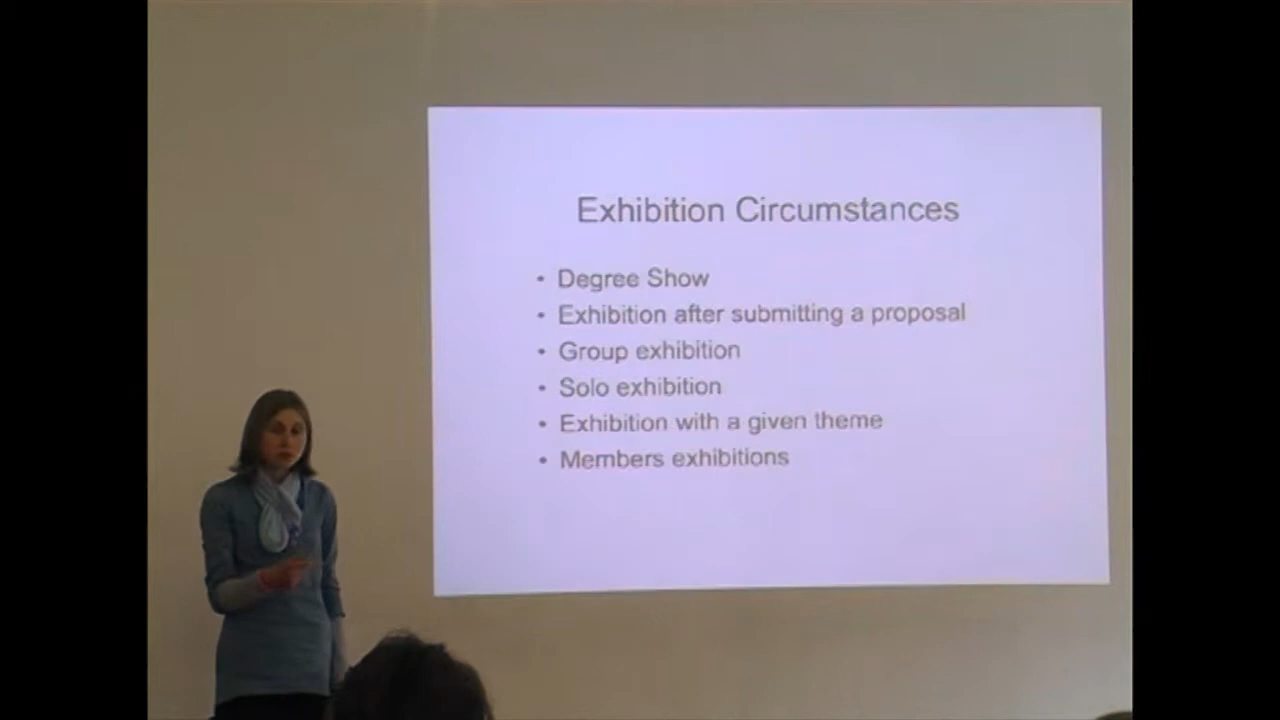 Exhibition Circumstances
• Degree Show
• Exhibition after submitting a proposal
• Group exhibition
• Solo exhibition
• Exhibition with a given theme
• Members exhibitions